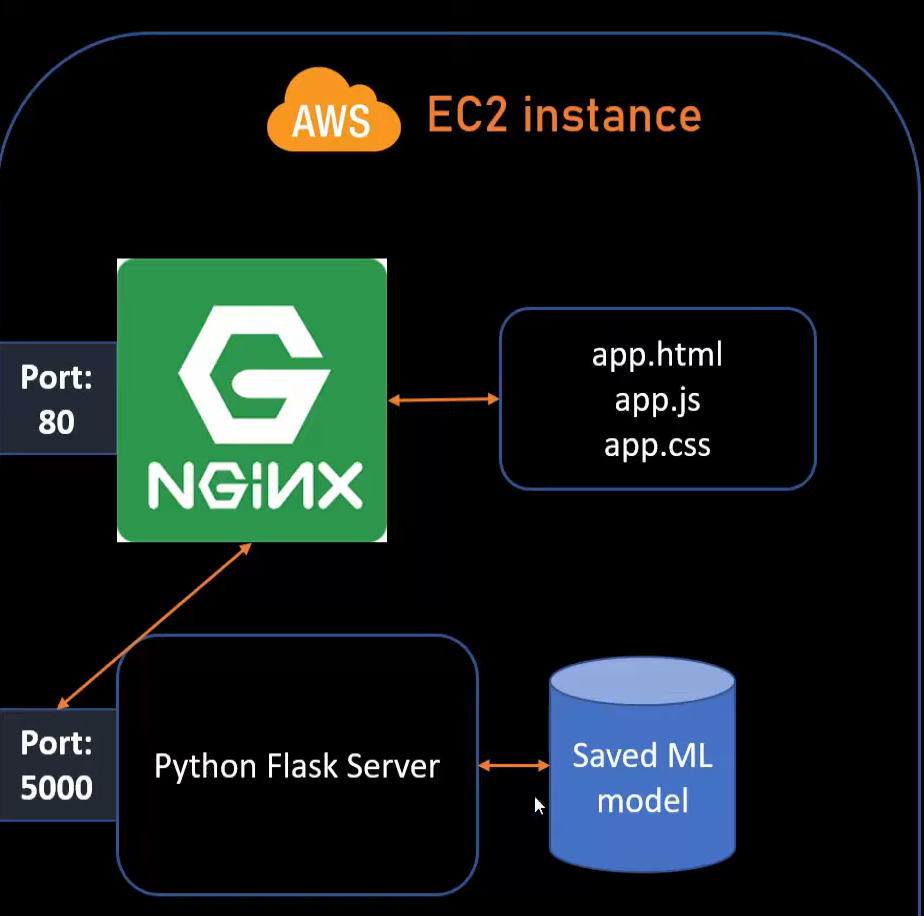 AWS EC2 instance
Port:
80
NGINX
app.html
app.js
app.css
Port:
5000
Python Flask Server
Saved ML
model